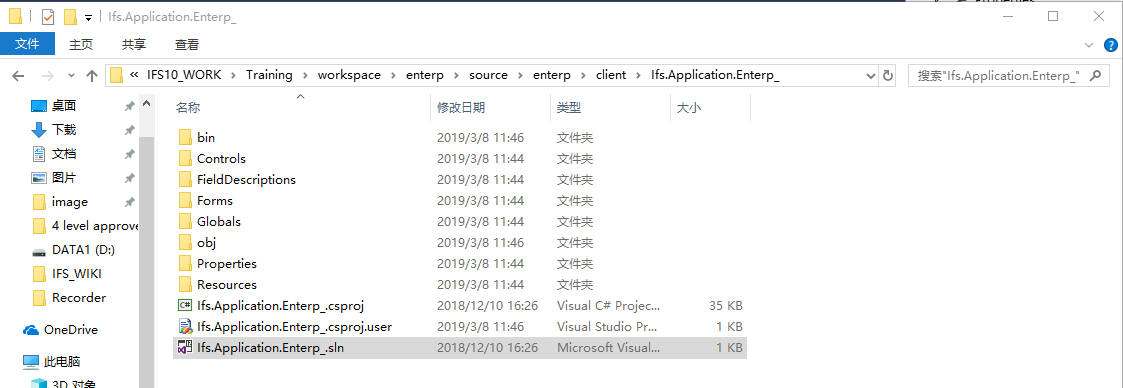 Ifs.Application.Enterp_
文件 主页 共享 查看
« IFS10_WORK > Training > workspace > enterp > source > enterp > client > Ifs.Application.Enterp_
搜索"Ifs.Application.Enterp_"
桌面
下载
文档
图片
image
4 level approve
DATA1 (D:)
IFS_WIKI
Recorder
OneDrive
此电脑
3D 对象
名称 修改日期 类型 大小
bin 2019/3/8 11:46 文件夹
Controls 2019/3/8 11:44 文件夹
FieldDescriptions 2019/3/8 11:44 文件夹
Forms 2019/3/8 11:44 文件夹
Globals 2019/3/8 11:44 文件夹
obj 2019/3/8 11:46 文件夹
Properties 2019/3/8 11:44 文件夹
Resources 2019/3/8 11:44 文件夹
Ifs.Application.Enterp_.csproj 2018/12/10 16:26 Visual C# Projec... 35 KB
Ifs.Application.Enterp_.csproj.user 2019/3/8 11:46 Visual Studio Pr... 1 KB
Ifs.Application.Enterp_.sln 2018/12/10 16:26 Microsoft Visual... 1 KB